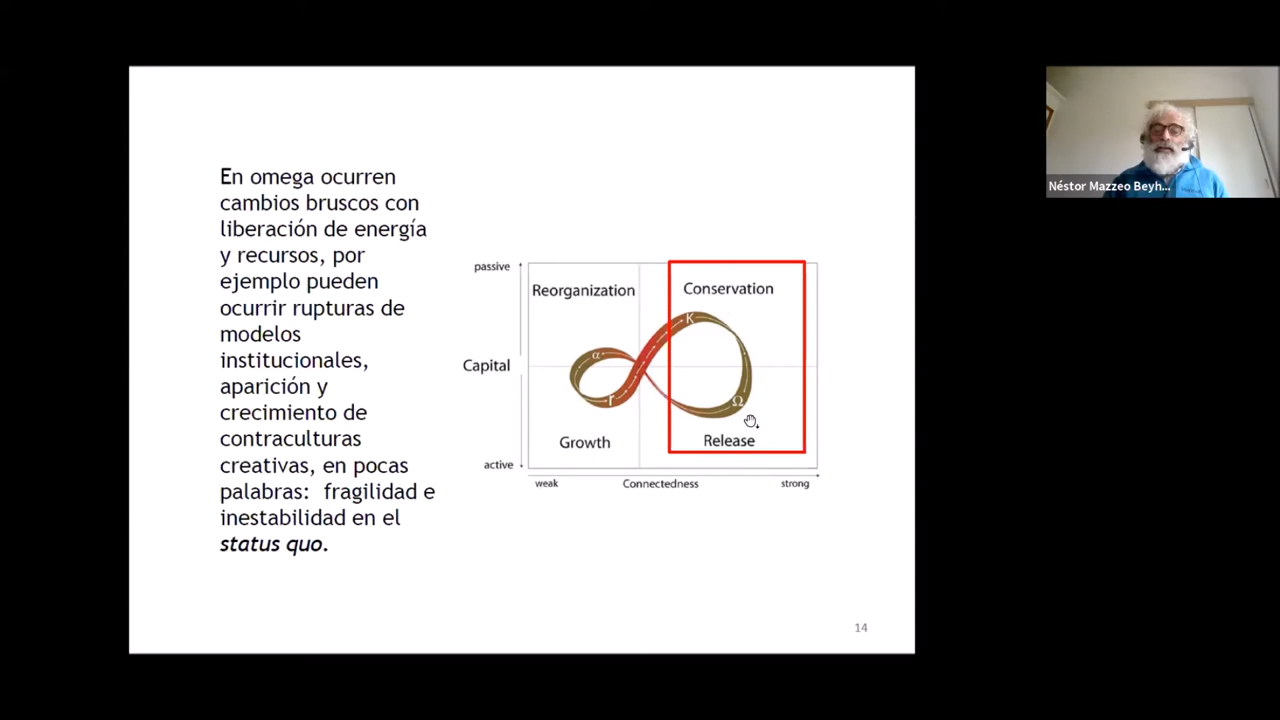 En omega ocurren
cambios bruscos con
liberación de energía
y recursos, por
ejemplo pueden
ocurrir rupturas de
modelos
institucionales,
aparición y
crecimiento de
contraculturas
creativas, en pocas
palabras: fragilidad e
inestabilidad en el
status quo.
passive
Reorganization
Conservation
K
α
Capital
r
Ω
Growth
Release
active
weak
Connectedness
strong
14
Néstor Mazzeo Beyh...